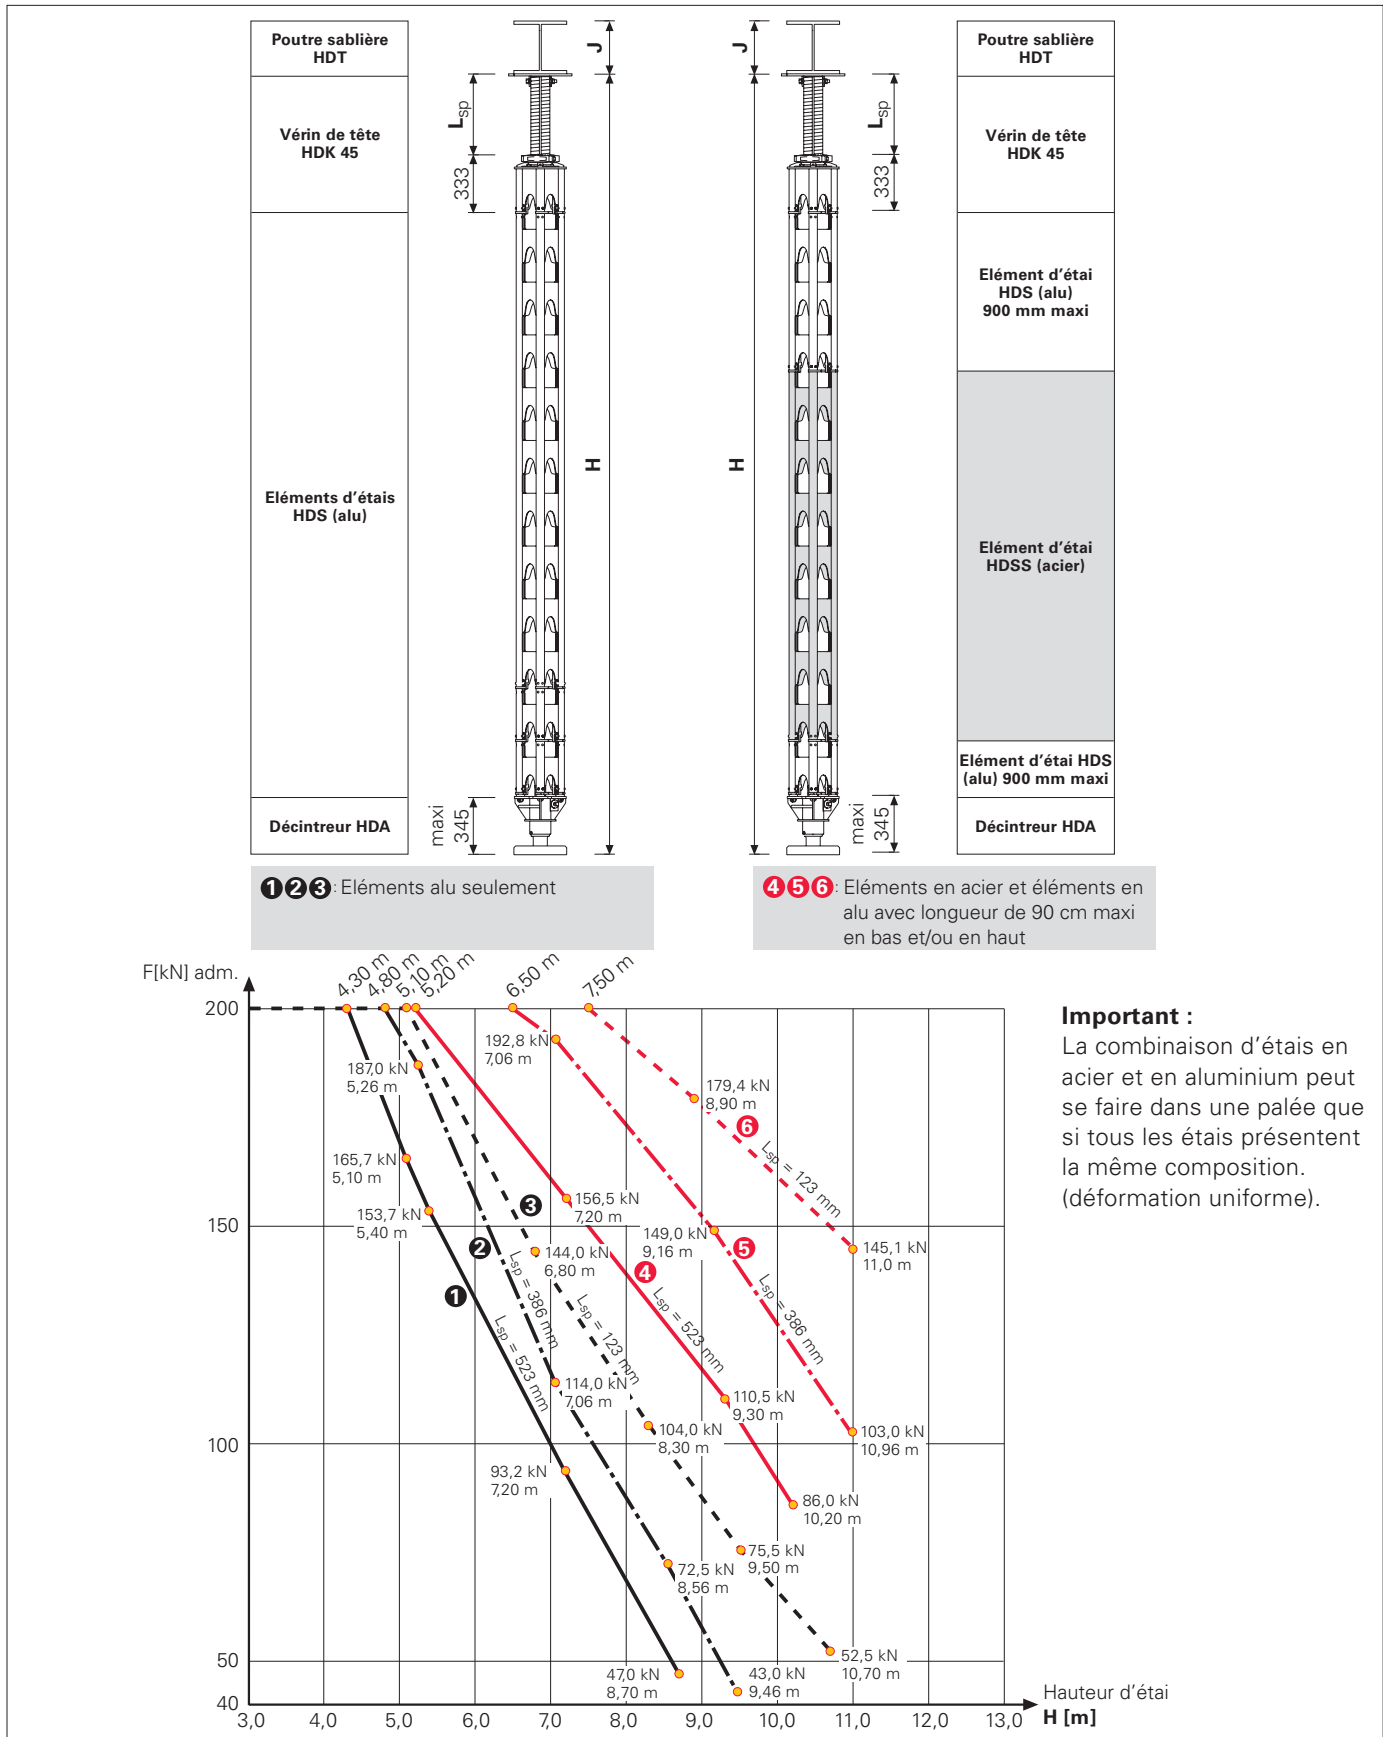 Poutre sablière
HDT
Vérin de tête
HDK 45
Eléments d'étais
HDS (alu)
Décintreur HDA
J
Lsp
333
H
maxi
345
J
Lsp
333
H
maxi
345
Poutre sablière
HDT
Vérin de tête
HDK 45
Elément d'étai
HDS (alu)
900 mm maxi
Elément d'étai
HDSS (acier)
Elément d'étai HDS
(alu) 900 mm maxi
Décintreur HDA
❶❷❸: Eléments alu seulement
❹❺❻: Eléments en acier et éléments en
alu avec longueur de 90 cm maxi
en bas et/ou en haut
F[kN] adm.
4,30 m
4,80 m
5,10 m
5,20 m
6,50 m
7,50 m
200
150
100
50
40
187,0 kN
5,26 m
165,7 kN
5,10 m
153,7 kN
5,40 m
192,8 kN
7,06 m
179,4 kN
8,90 m
❻
Lsp = 123 mm
❸
156,5 kN
7,20 m
149,0 kN
9,16 m
❺
145,1 kN
11,0 m
❷
144,0 kN
6,80 m
❹
❶
Lsp = 386 mm
Lsp = 123 mm
Lsp = 523 mm
Lsp = 386 mm
Lsp = 523 mm
114,0 kN
7,06 m
110,5 kN
9,30 m
104,0 kN
8,30 m
103,0 kN
10,96 m
93,2 kN
7,20 m
86,0 kN
10,20 m
72,5 kN
8,56 m
75,5 kN
9,50 m
47,0 kN
8,70 m
43,0 kN
9,46 m
52,5 kN
10,70 m
3,0 4,0 5,0 6,0 7,0 8,0 9,0 10,0 11,0 12,0 13,0
Hauteur d'étai
H [m]
Important :
La combinaison d'étais en
acier et en aluminium peut
se faire dans une palée que
si tous les étais présentent
la même composition.
(déformation uniforme).